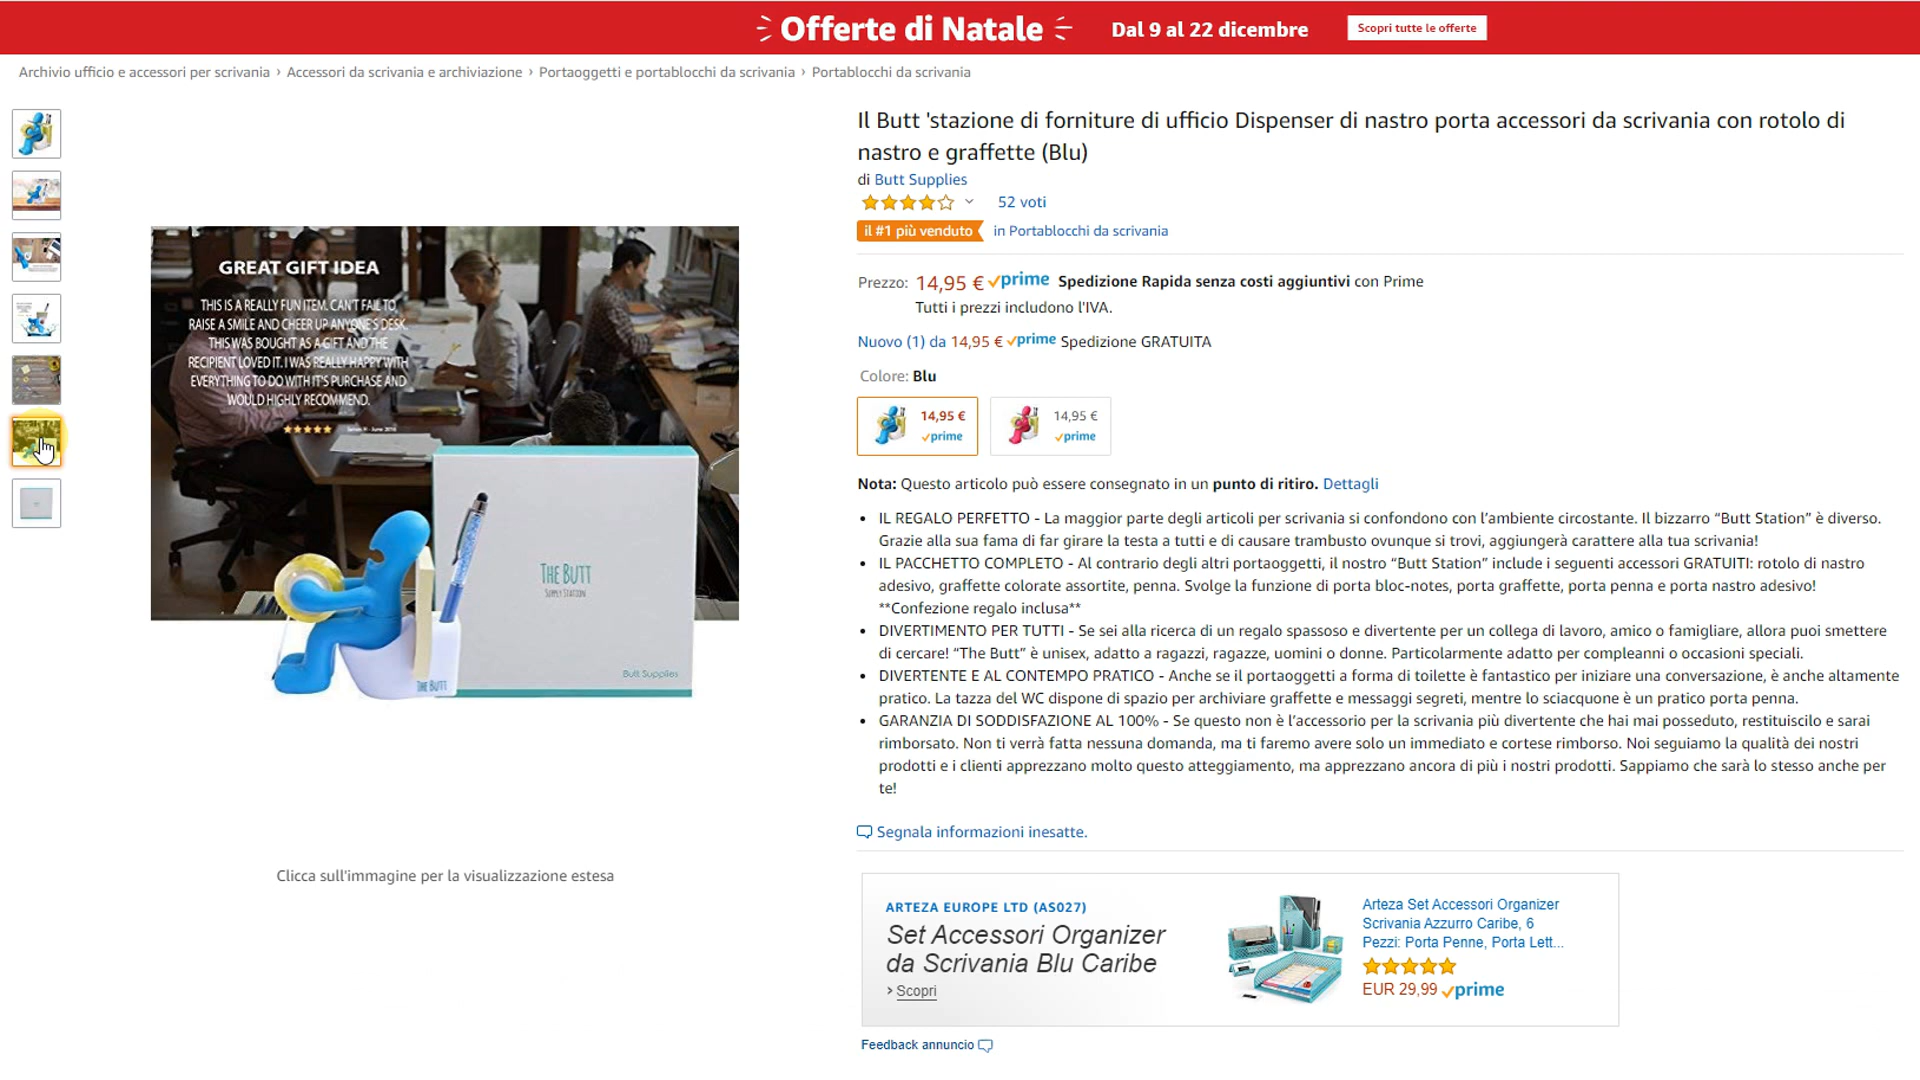 Offerte di Natale
Dal 9 al 22 dicembre
Scopri tutte le offerte
Archivio ufficio e accessori per scrivania › Accessori da scrivania e archiviazione › Portaoggetti e portablocchi da scrivania › Portablocchi da scrivania
Il Butt 'stazione di forniture di ufficio Dispenser di nastro porta accessori da scrivania con rotolo di
nastro e graffette (Blu)
di Butt Supplies
52 voti
il #1 più venduto in Portablocchi da scrivania
Prezzo: 14,95 € prime Spedizione Rapida senza costi aggiuntivi con Prime
Tutti i prezzi includono l'IVA.
Nuovo (1) da 14,95 € prime Spedizione GRATUITA
Colore: Blu
14,95 €
prime
14,95 €
prime
Nota: Questo articolo può essere consegnato in un punto di ritiro. Dettagli
• IL REGALO PERFETTO - La maggior parte degli articoli per scrivania si confondono con l’ambiente circostante. Il bizzarro “Butt Station” è diverso.
Grazie alla sua fama di far girare la testa a tutti e di causare trambusto ovunque si trovi, aggiungerà carattere alla tua scrivania!
• IL PACCHETTO COMPLETO - Al contrario degli altri portaoggetti, il nostro “Butt Station” include i seguenti accessori GRATUITI: rotolo di nastro
adesivo, graffette colorate assortite, penna. Svolge la funzione di porta bloc-notes, porta graffette, porta penna e porta nastro adesivo!
**Confezione regalo inclusa**
• DIVERTIMENTO PER TUTTI - Se sei alla ricerca di un regalo spassoso e divertente per un collega di lavoro, amico o famigliare, allora puoi smettere
di cercare! “The Butt” è unisex, adatto a ragazzi, ragazze, uomini o donne. Particolarmente adatto per compleanni o occasioni speciali.
• DIVERTENTE E AL CONTEMPO PRATICO - Anche se il portaoggetti a forma di toilette è fantastico per iniziare una conversazione, è anche altamente
pratico. La tazza del WC dispone di spazio per archiviare graffette e messaggi segreti, mentre lo sciacquone è un pratico porta penna.
• GARANZIA DI SODDISFAZIONE AL 100% - Se questo non è l’accessorio per la scrivania più divertente che hai mai posseduto, restituiscilo e sarai
rimborsato. Non ti verrà fatta nessuna domanda, ma ti faremo avere solo un immediato e cortese rimborso. Noi seguiamo la qualità dei nostri
prodotti e i clienti apprezzano molto questo atteggiamento, ma apprezzano ancora di più i nostri prodotti. Sappiamo che sarà lo stesso anche per
te!
Segnala informazioni inesatte.
GREAT GIFT IDEA
THIS IS A REALLY FUN ITEM. CAN'T FAIL TO
RAISE A SMILE AND CHEER UP ANYONE'S DESK.
THIS WAS BOUGHT AS A GIFT AND THE
RECIPIENT LOVED IT. I WAS REALLY HAPPY WITH
EVERYTHING TO DO WITH IT'S PURCHASE AND
WOULD HIGHLY RECOMMEND.
THE BUTT
SUPPLY STATION
Butt Supplies
THE BUTT
Clicca sull'immagine per la visualizzazione estesa
ARTEZA EUROPE LTD (AS027)
Set Accessori Organizer
da Scrivania Blu Caribe
› Scopri
Arteza Set Accessori Organizer
Scrivania Azzurro Caribe, 6
Pezzi: Porta Penne, Porta Lett...
EUR 29,99 prime
Feedback annuncio